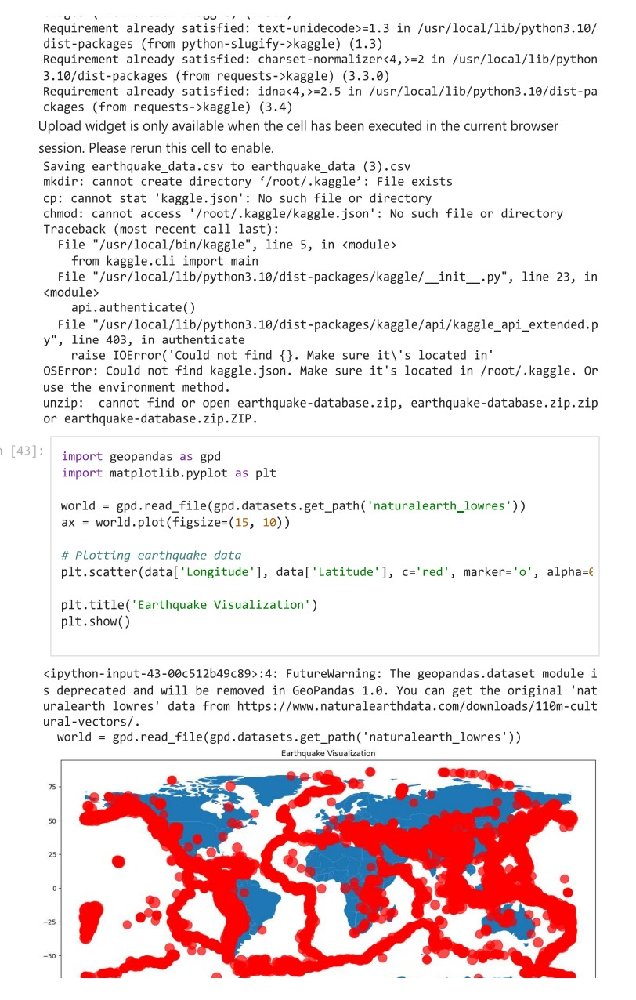 Requirement already satisfied: text-unidecode>=1.3 in /usr/local/lib/python3.10/
dist-packages (from python-slugify->kaggle) (1.3)
Requirement already satisfied: charset-normalizer<4,>=2 in /usr/local/lib/python
3.10/dist-packages (from requests->kaggle) (3.3.0)
Requirement already satisfied: idna<4,>=2.5 in /usr/local/lib/python3.10/dist-pa
ckages (from requests->kaggle) (3.4)
Upload widget is only available when the cell has been executed in the current browser
session. Please rerun this cell to enable.
Saving earthquake_data.csv to earthquake_data (3).csv
mkdir: cannot create directory ‘/root/.kaggle’: File exists
cp: cannot stat 'kaggle.json': No such file or directory
chmod: cannot access '/root/.kaggle/kaggle.json': No such file or directory
Traceback (most recent call last):
  File "/usr/local/bin/kaggle", line 5, in <module>
    from kaggle.cli import main
  File "/usr/local/lib/python3.10/dist-packages/kaggle/__init__.py", line 23, in
<module>
    api.authenticate()
  File "/usr/local/lib/python3.10/dist-packages/kaggle/api/kaggle_api_extended.p
y", line 403, in authenticate
    raise IOError('Could not find {}. Make sure it\'s located in'
OSError: Could not find kaggle.json. Make sure it's located in /root/.kaggle. Or
use the environment method.
unzip:  cannot find or open earthquake-database.zip, earthquake-database.zip.zip
or earthquake-database.zip.ZIP.
[43]:
import geopandas as gpd
import matplotlib.pyplot as plt
world = gpd.read_file(gpd.datasets.get_path('naturalearth_lowres'))
ax = world.plot(figsize=(15, 10))
# Plotting earthquake data
plt.scatter(data['Longitude'], data['Latitude'], c='red', marker='o', alpha=
plt.title('Earthquake Visualization')
plt.show()
<ipython-input-43-00c512b49c89>:4: FutureWarning: The geopandas.dataset module i
s deprecated and will be removed in GeoPandas 1.0. You can get the original 'nat
uralearth_lowres' data from https://www.naturalearthdata.com/downloads/110m-cult
ural-vectors/.
  world = gpd.read_file(gpd.datasets.get_path('naturalearth_lowres'))
Earthquake Visualization
75
50
25
0
−25
−50